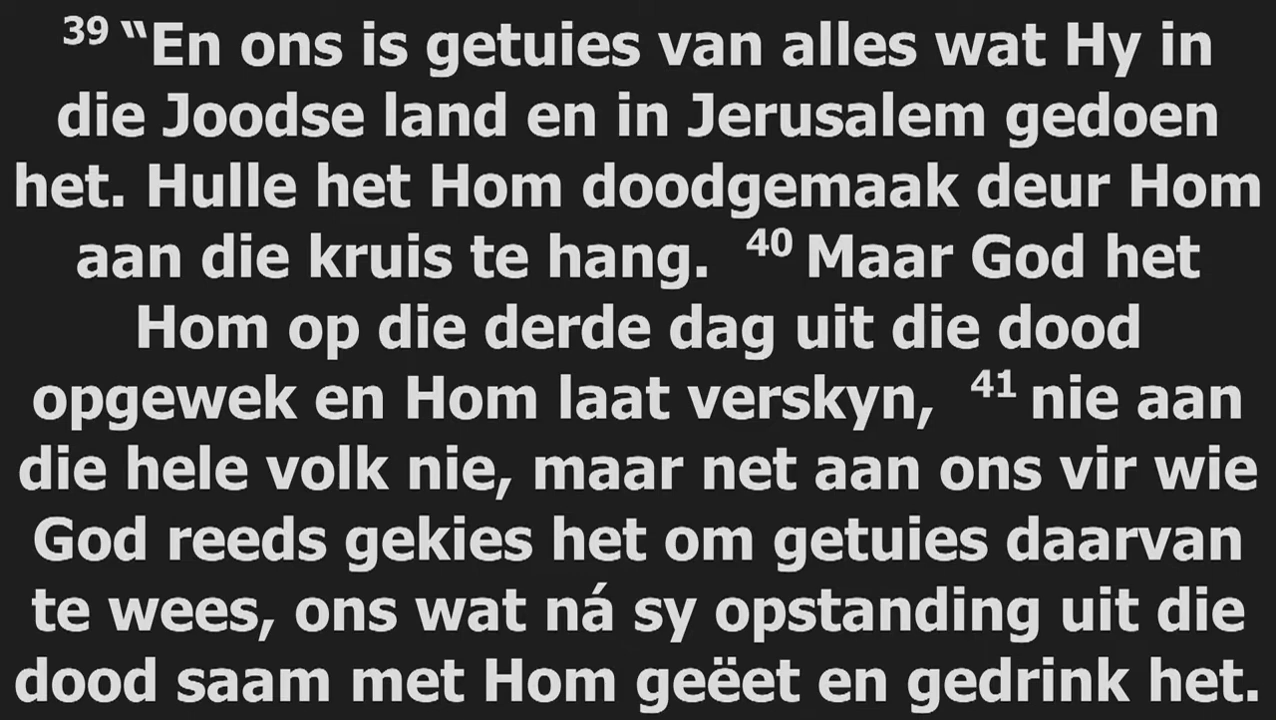 39 “En ons is getuies van alles wat Hy in
die Joodse land en in Jerusalem gedoen
het. Hulle het Hom doodgemaak deur Hom
aan die kruis te hang. 40 Maar God het
Hom op die derde dag uit die dood
opgewek en Hom laat verskyn, 41 nie aan
die hele volk nie, maar net aan ons vir wie
God reeds gekies het om getuies daarvan
te wees, ons wat ná sy opstanding uit die
dood saam met Hom geëet en gedrink het.